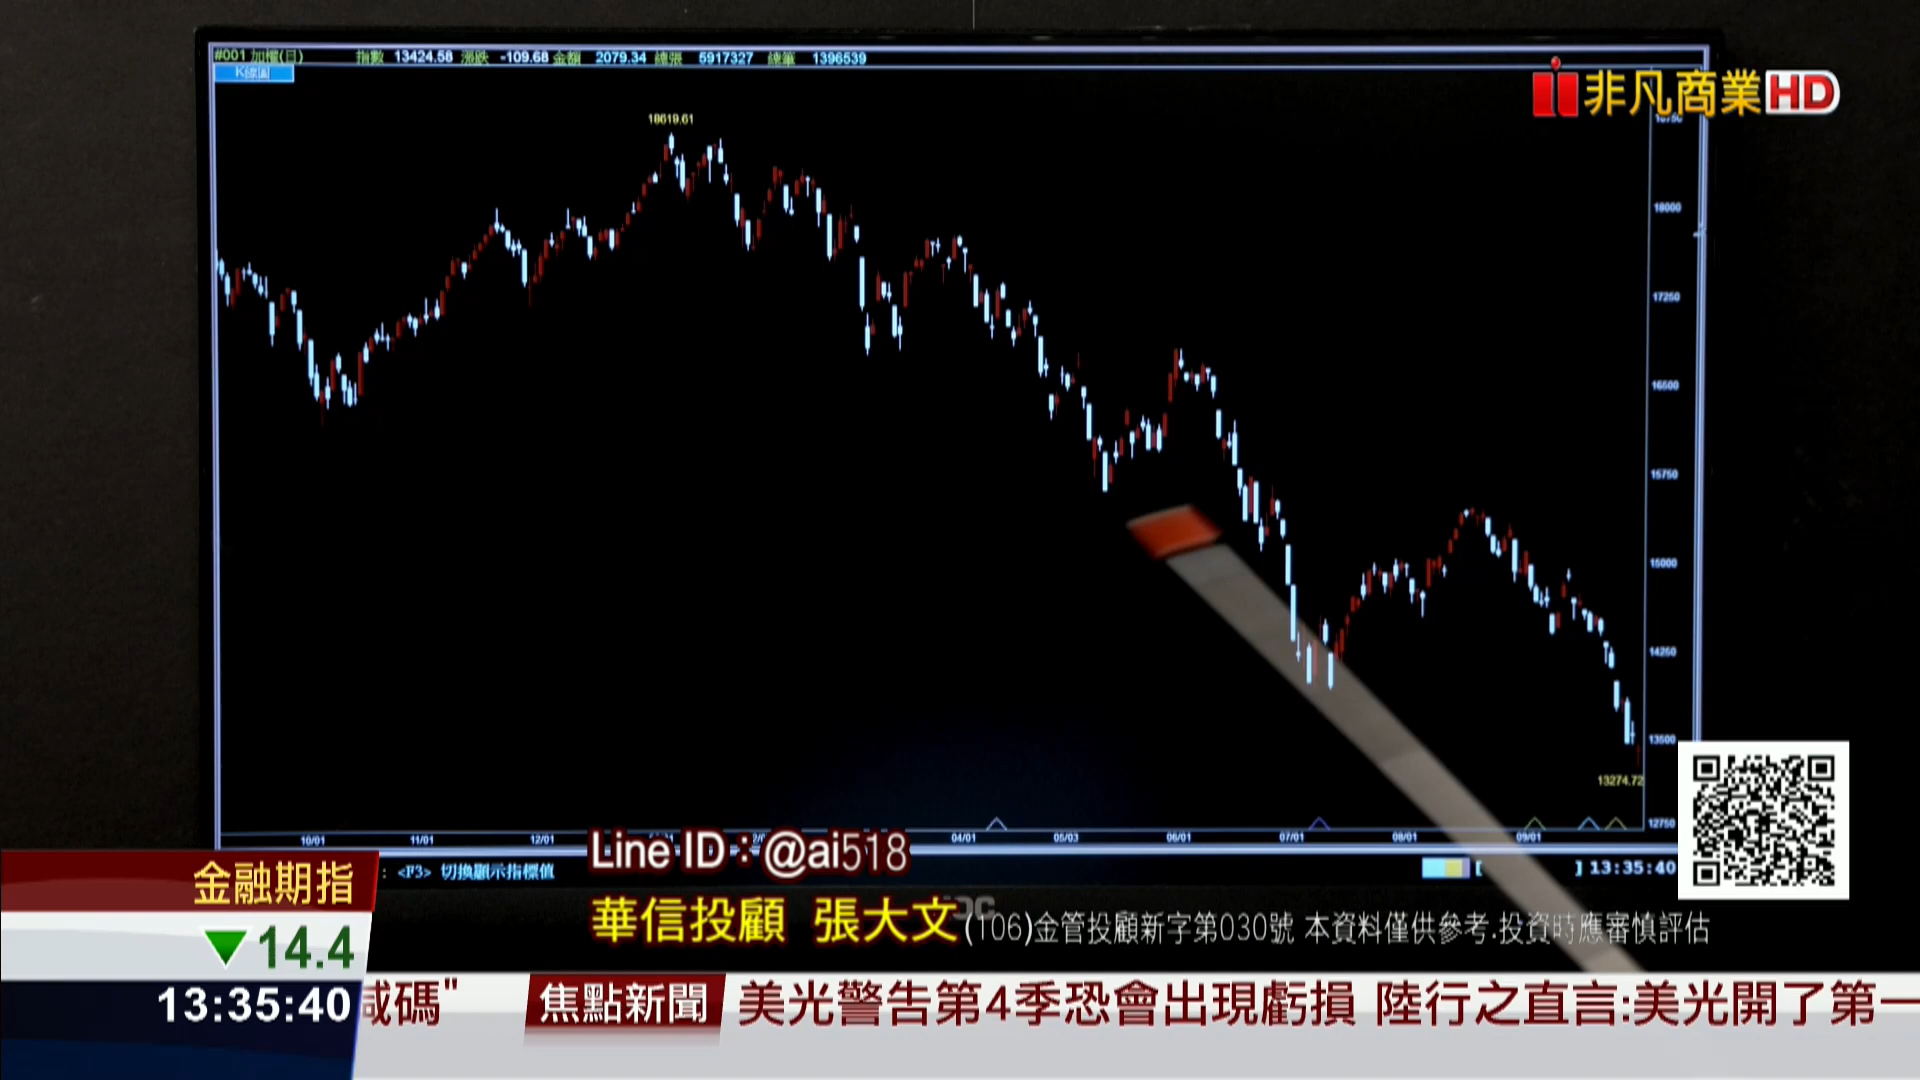 #001 加權(日) 指數 13424.58 漲跌 -109.68 金額 2079.34 總張 5917327 總筆 1396539
K線圖
非凡商業HD
18619.61
18750
18000
17250
16500
15750
15000
14250
13500
13274.72
12750
10/01 11/01 12/01 04/01 05/03 06/01 07/01 08/01 09/01
Line ID：@ai518
: <F3> 切換顯示指標值
[ ] 13:35:40
金融期指
▼14.4
13:35:40
華信投顧 張大文 (106)金管投顧新字第030號 本資料僅供參考.投資時應審慎評估
減碼" 焦點新聞 美光警告第4季恐會出現虧損 陸行之直言:美光開了第一